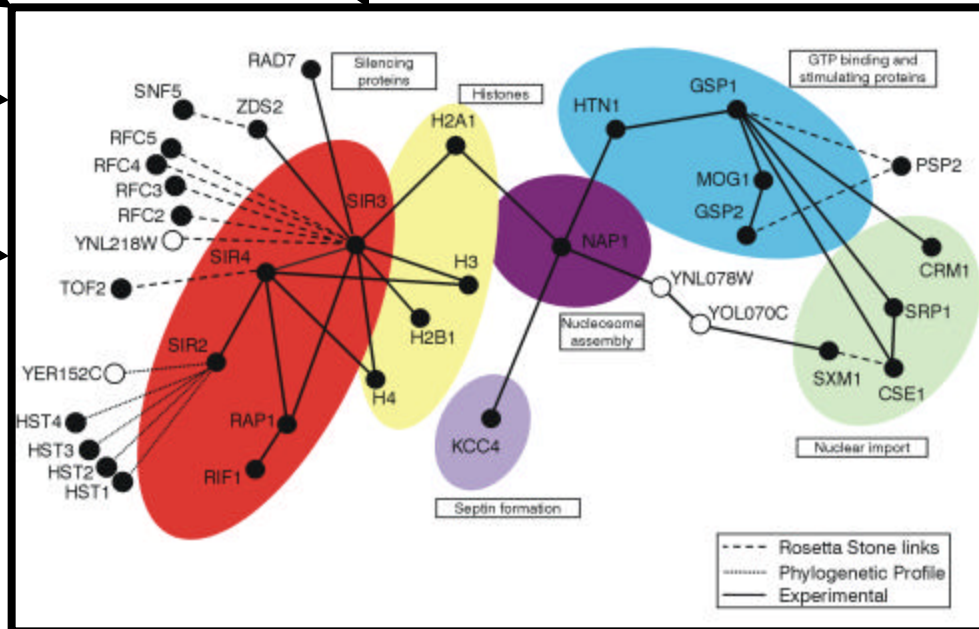 RAD7
Silencing
proteins
GTP binding and
stimulating proteins
SNF5
ZDS2
Histones
HTN1
GSP1
RFC5
H2A1
RFC4
PSP2
RFC3
MOG1
SIR3
RFC2
GSP2
YNL218W
NAP1
SIR4
H3
CRM1
TOF2
YNL078W
SRP1
YOL070C
H2B1
Nucleosome
assembly
SIR2
YER152C
SXM1
CSE1
H4
HST4
RAP1
HST3
KCC4
Nuclear import
HST2
RIF1
HST1
Septin formation
Rosetta Stone links
Phylogenetic Profile
Experimental